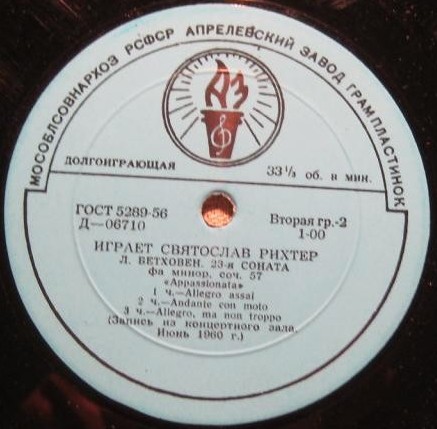 МОСОБЛСОВНАРХОЗ РСФСР АПРЕЛЕВСКИЙ ЗАВОД ГРАМПЛАСТИНОК
АЗ
ДОЛГОИГРАЮЩАЯ 33⅓ об. в мин.
ГОСТ 5289-56 Вторая гр.-2
Д—06710 1-00
ИГРАЕТ СВЯТОСЛАВ РИХТЕР
Л. БЕТХОВЕН. 23-я СОНАТА
фа минор, соч. 57
«Appassionata»
1 ч.—Allegro assai
2 ч.—Andante con moto
3 ч.—Allegro, ma non troppo
(Запись из концертного зала.
Июнь 1960 г.)